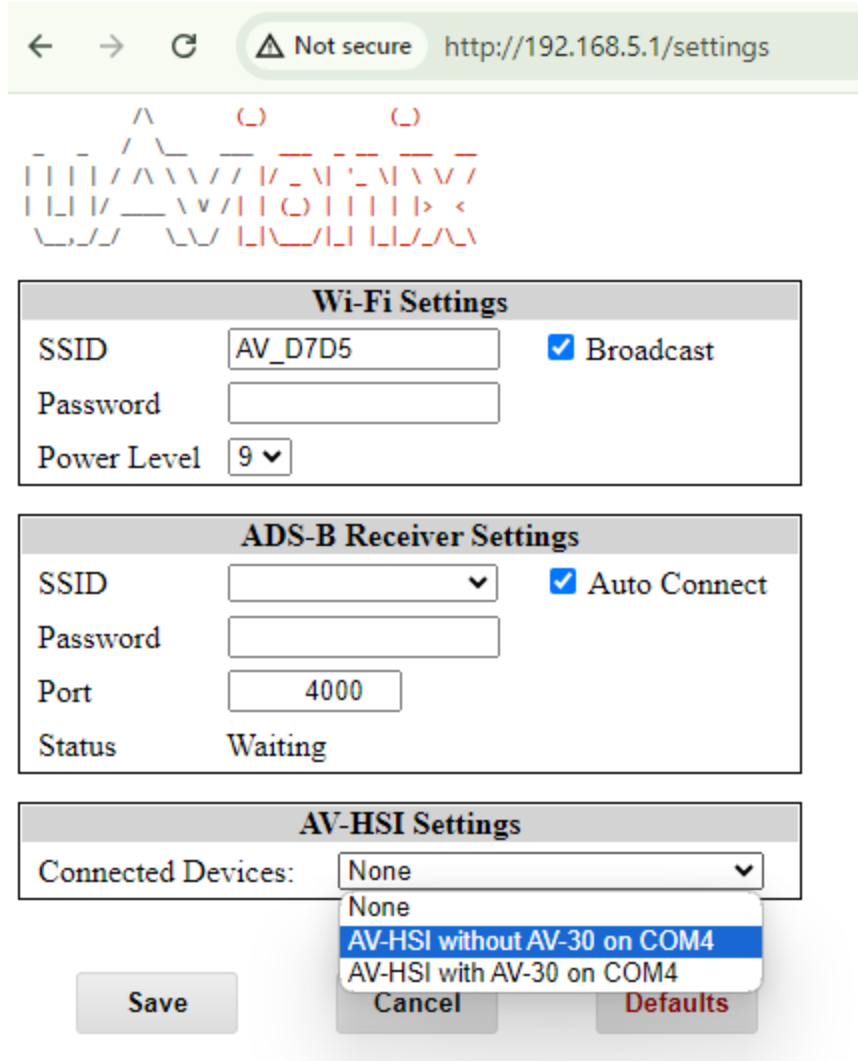 Not secure http://192.168.5.1/settings
uAvionix
Wi-Fi Settings
SSID AV_D7D5 Broadcast
Password
Power Level 9
ADS-B Receiver Settings
SSID Auto Connect
Password
Port 4000
Status Waiting
AV-HSI Settings
Connected Devices: None
None
AV-HSI without AV-30 on COM4
AV-HSI with AV-30 on COM4
Save Cancel Defaults